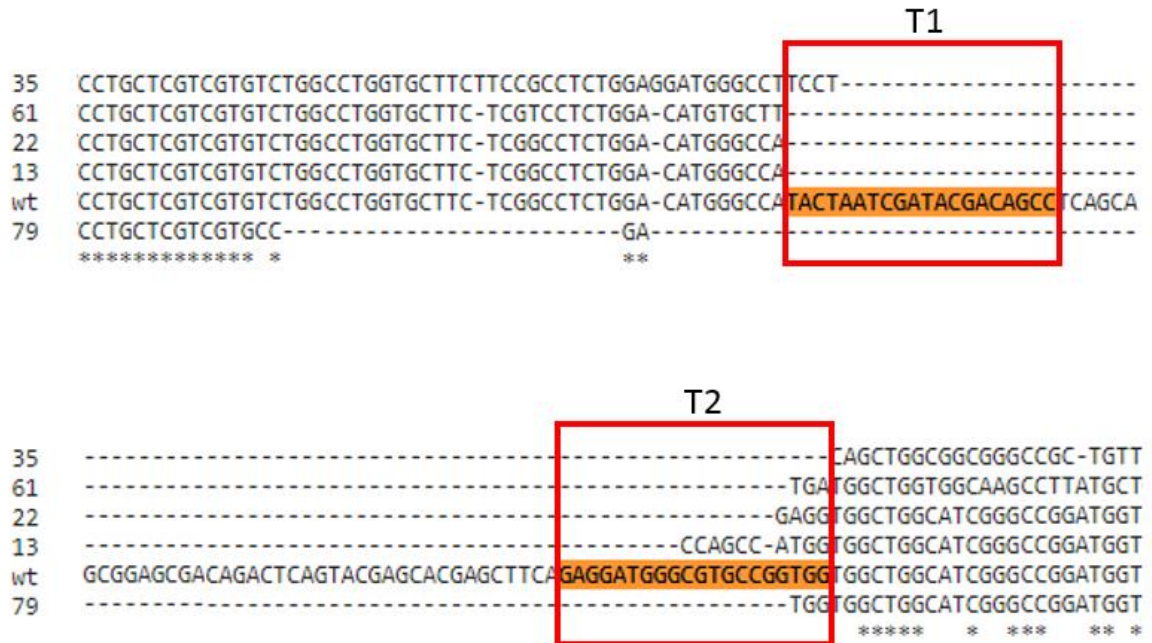 T1
35 CCTGCTCGTCGTGTCTGGCCTGGTGCTTCTTCCGCCTCTGGAGGATGGGCCTTCCT----------------------
61 CCTGCTCGTCGTGTCTGGCCTGGTGCTTC-TCGTCCTCTGGA-CATGTGCTT--------------------------
22 CCTGCTCGTCGTGTCTGGCCTGGTGCTTC-TCGGCCTCTGGA-CATGGGCCA--------------------------
13 CCTGCTCGTCGTGTCTGGCCTGGTGCTTC-TCGGCCTCTGGA-CATGGGCCA--------------------------
wt CCTGCTCGTCGTGTCTGGCCTGGTGCTTC-TCGGCCTCTGGA-CATGGGCCATACTAATCGATACGACAGCCTCAGCA
79 CCTGCTCGTCGTGCC-------------------------GA------------------------------------
************* * **
T2
35 -------------------------------------------------------CAGCTGGCGGCGGGCCGC-TGTT
61 ----------------------------------------------------TGATGGCTGGTGGCAAGCCTTATGCT
22 ---------------------------------------------------GAGGTGGCTGGCATCGGGCCGGATGGT
13 --------------------------------------------CCAGCC-ATGGTGGCTGGCATCGGGCCGGATGGT
wt GCGGAGCGACAGACTCAGTACGAGCACGAGCTTCAGAGGATGGGCGTGCCGGTGGTGGCTGGCATCGGGCCGGATGGT
79 ----------------------------------------------------TGGTGGCTGGCATCGGGCCGGATGGT
***** * *** ** *